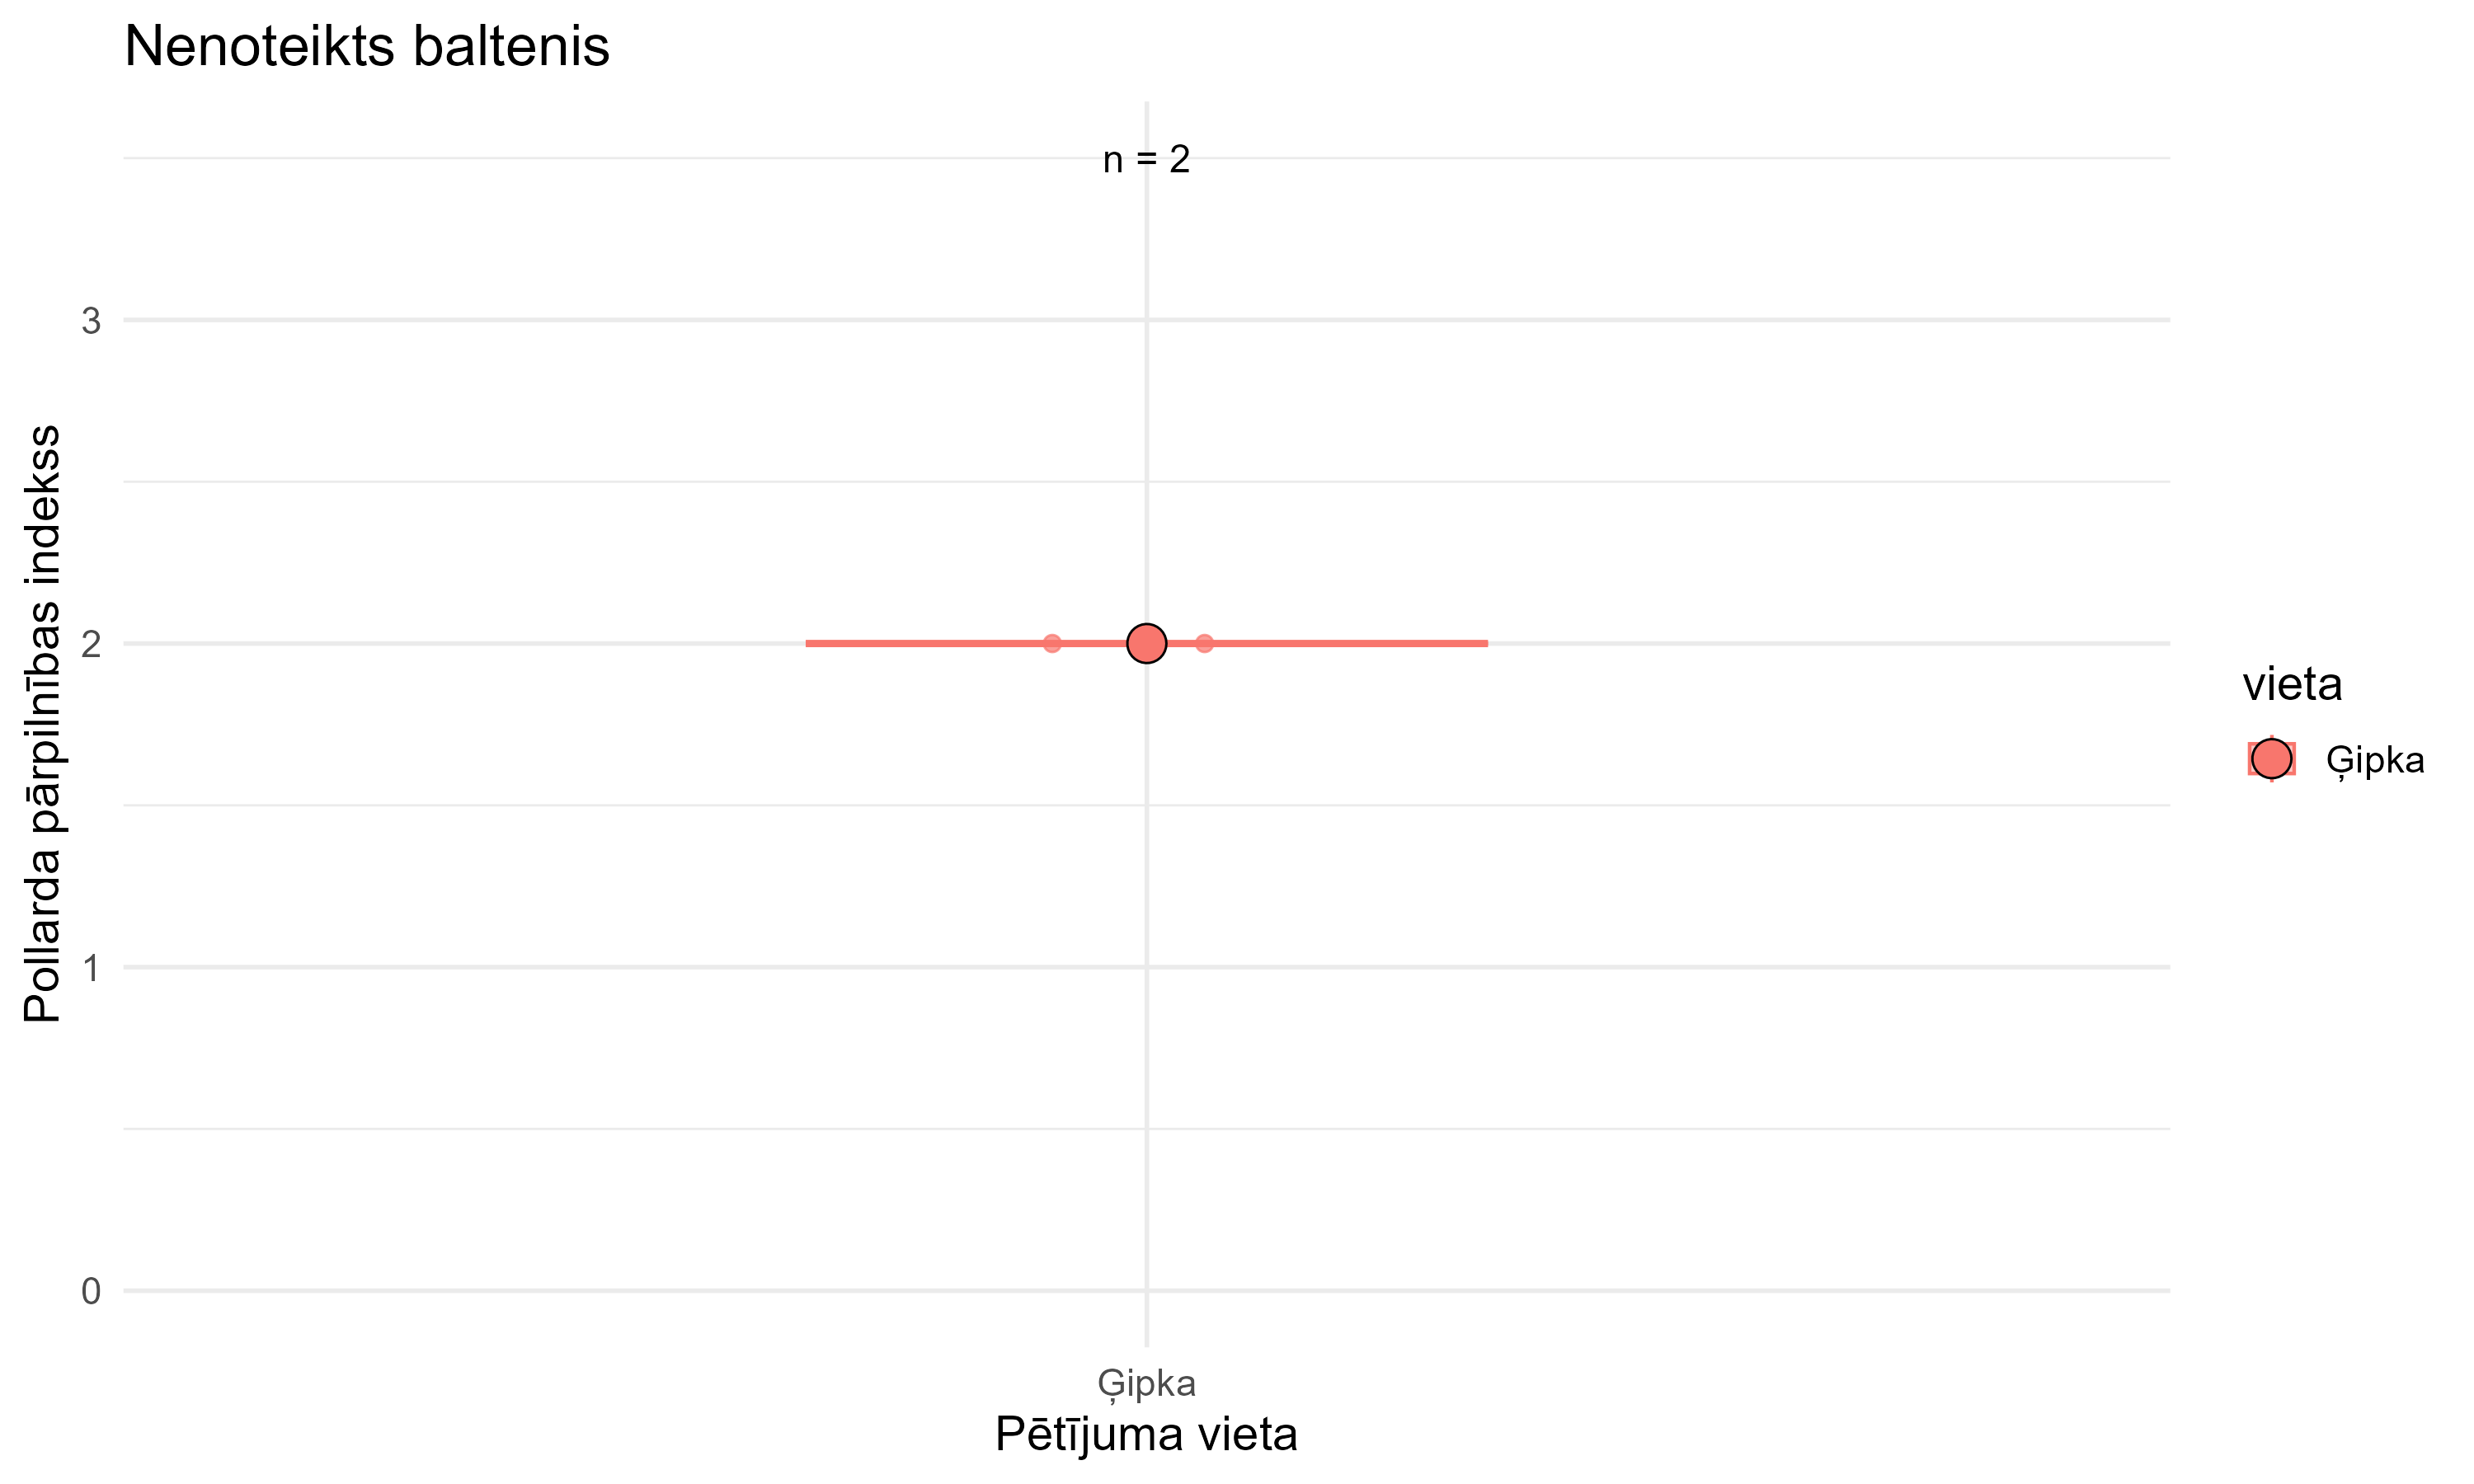 Nenoteikts baltenis
n = 2
3
2
1
0
Pollarda pārpilnības indekss
Ģipka
Pētījuma vieta
vieta
Ģipka